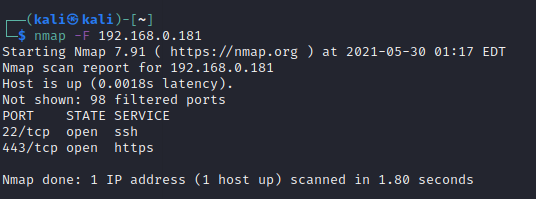 ┌──(kali㉿kali)-[~]
└─$ nmap -F 192.168.0.181
Starting Nmap 7.91 ( https://nmap.org ) at 2021-05-30 01:17 EDT
Nmap scan report for 192.168.0.181
Host is up (0.0018s latency).
Not shown: 98 filtered ports
PORT    STATE SERVICE
22/tcp  open  ssh
443/tcp open  https

Nmap done: 1 IP address (1 host up) scanned in 1.80 seconds